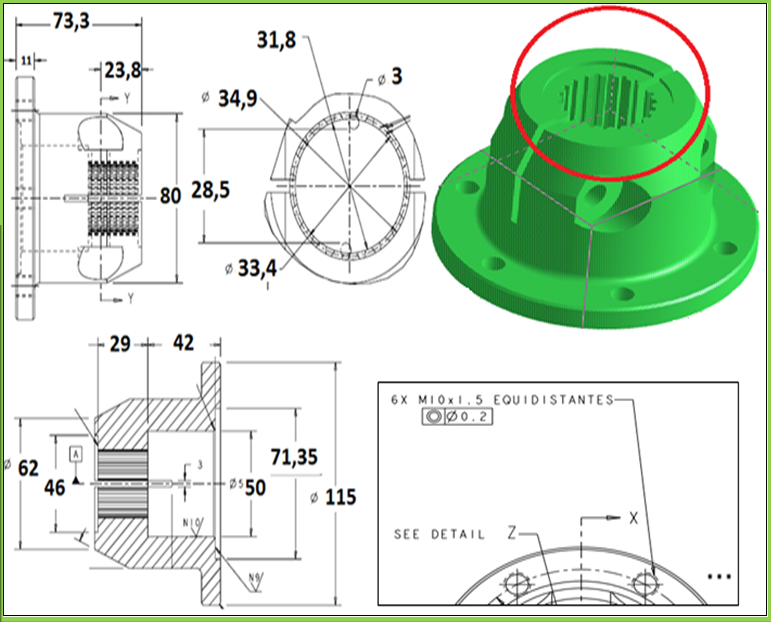 73,3
11
23,8
Y
Y
80
31,8
ø 3
ø 34,9
28,5
ø 33,4
29
42
ø 62
46
A
3
ø5
50
71,35
ø 115
N10
N9
6X M10x1.5 EQUIDISTANTES
ø0.2
X
SEE DETAIL Z
...